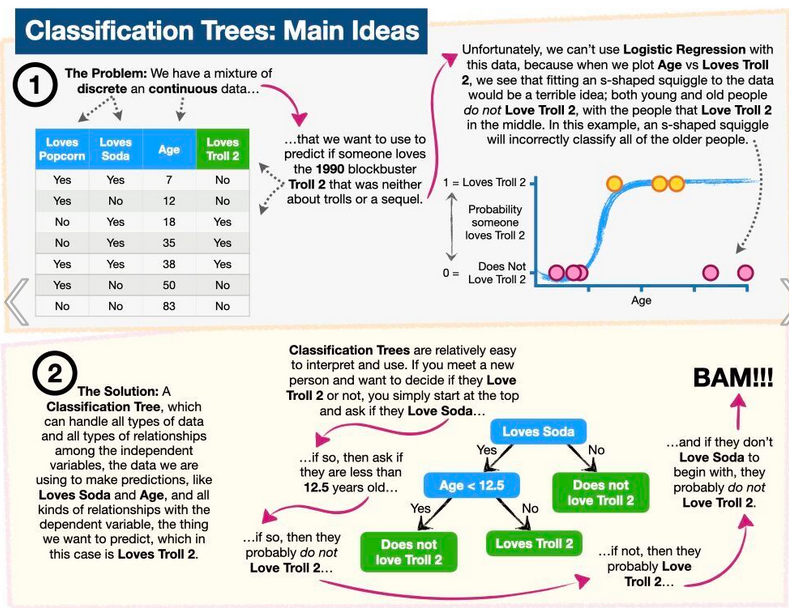 Classification Trees: Main Ideas
1
The Problem: We have a mixture of
discrete an continuous data…
Loves Popcorn Loves Soda Age Loves Troll 2
Yes Yes 7 No
Yes No 12 No
No Yes 18 Yes
No Yes 35 Yes
Yes Yes 38 Yes
Yes No 50 No
No No 83 No
…that we want to use to
predict if someone loves
the 1990 blockbuster
Troll 2 that was neither
about trolls or a sequel.
Unfortunately, we can’t use Logistic Regression with
this data, because when we plot Age vs Loves Troll
2, we see that fitting an s-shaped squiggle to the data
would be a terrible idea; both young and old people
do not Love Troll 2, with the people that Love Troll 2
in the middle. In this example, an s-shaped squiggle
will incorrectly classify all of the older people.
1 = Loves Troll 2
Probability
someone
loves Troll 2
0 = Does Not
Love Troll 2
Age
2
The Solution: A
Classification Tree, which
can handle all types of data
and all types of relationships
among the independent
variables, the data we are
using to make predictions, like
Loves Soda and Age, and all
kinds of relationships with the
dependent variable, the thing
we want to predict, which in
this case is Loves Troll 2.
Classification Trees are relatively easy
to interpret and use. If you meet a new
person and want to decide if they Love
Troll 2 or not, you simply start at the top
and ask if they Love Soda…
…if so, then ask if
they are less than
12.5 years old…
…if so, then they
probably do not
Love Troll 2…
Loves Soda
Yes
No
Age < 12.5
Does not
love Troll 2
Yes
No
Does not
love Troll 2
Loves Troll 2
…if not, then they
probably Love
Troll 2…
…and if they don’t
Love Soda to
begin with, they
probably do not
Love Troll 2.
BAM!!!